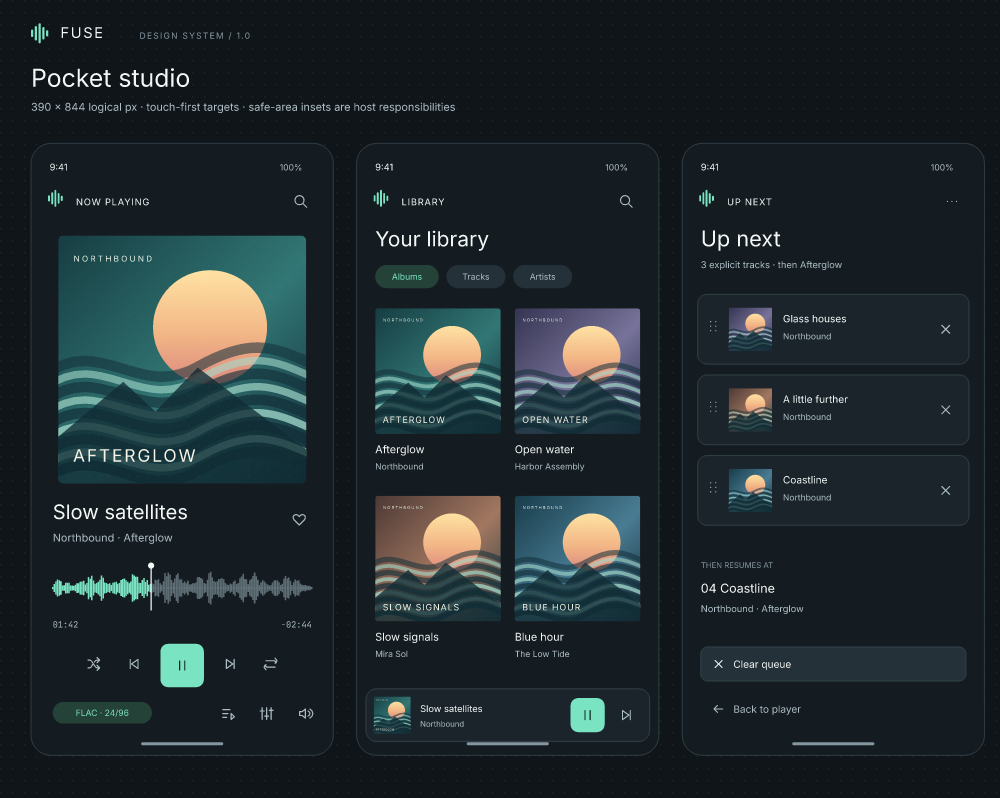 FUSE
DESIGN SYSTEM / 1.0
Pocket studio
390 × 844 logical px · touch-first targets · safe-area insets are host responsibilities
9:41
100%
NOW PLAYING
NORTHBOUND
AFTERGLOW
Slow satellites
Northbound · Afterglow
01:42
-02:44
FLAC · 24/96
9:41
100%
LIBRARY
Your library
Albums
Tracks
Artists
NORTHBOUND
AFTERGLOW
Afterglow
Northbound
NORTHBOUND
OPEN WATER
Open water
Harbor Assembly
NORTHBOUND
SLOW SIGNALS
Slow signals
Mira Sol
NORTHBOUND
BLUE HOUR
Blue hour
The Low Tide
AFTERGLOW
Slow satellites
Northbound
9:41
100%
UP NEXT
...
Up next
3 explicit tracks · then Afterglow
Glass houses
Northbound
A little further
Northbound
Coastline
Northbound
THEN RESUMES AT
04 Coastline
Northbound · Afterglow
Clear queue
Back to player